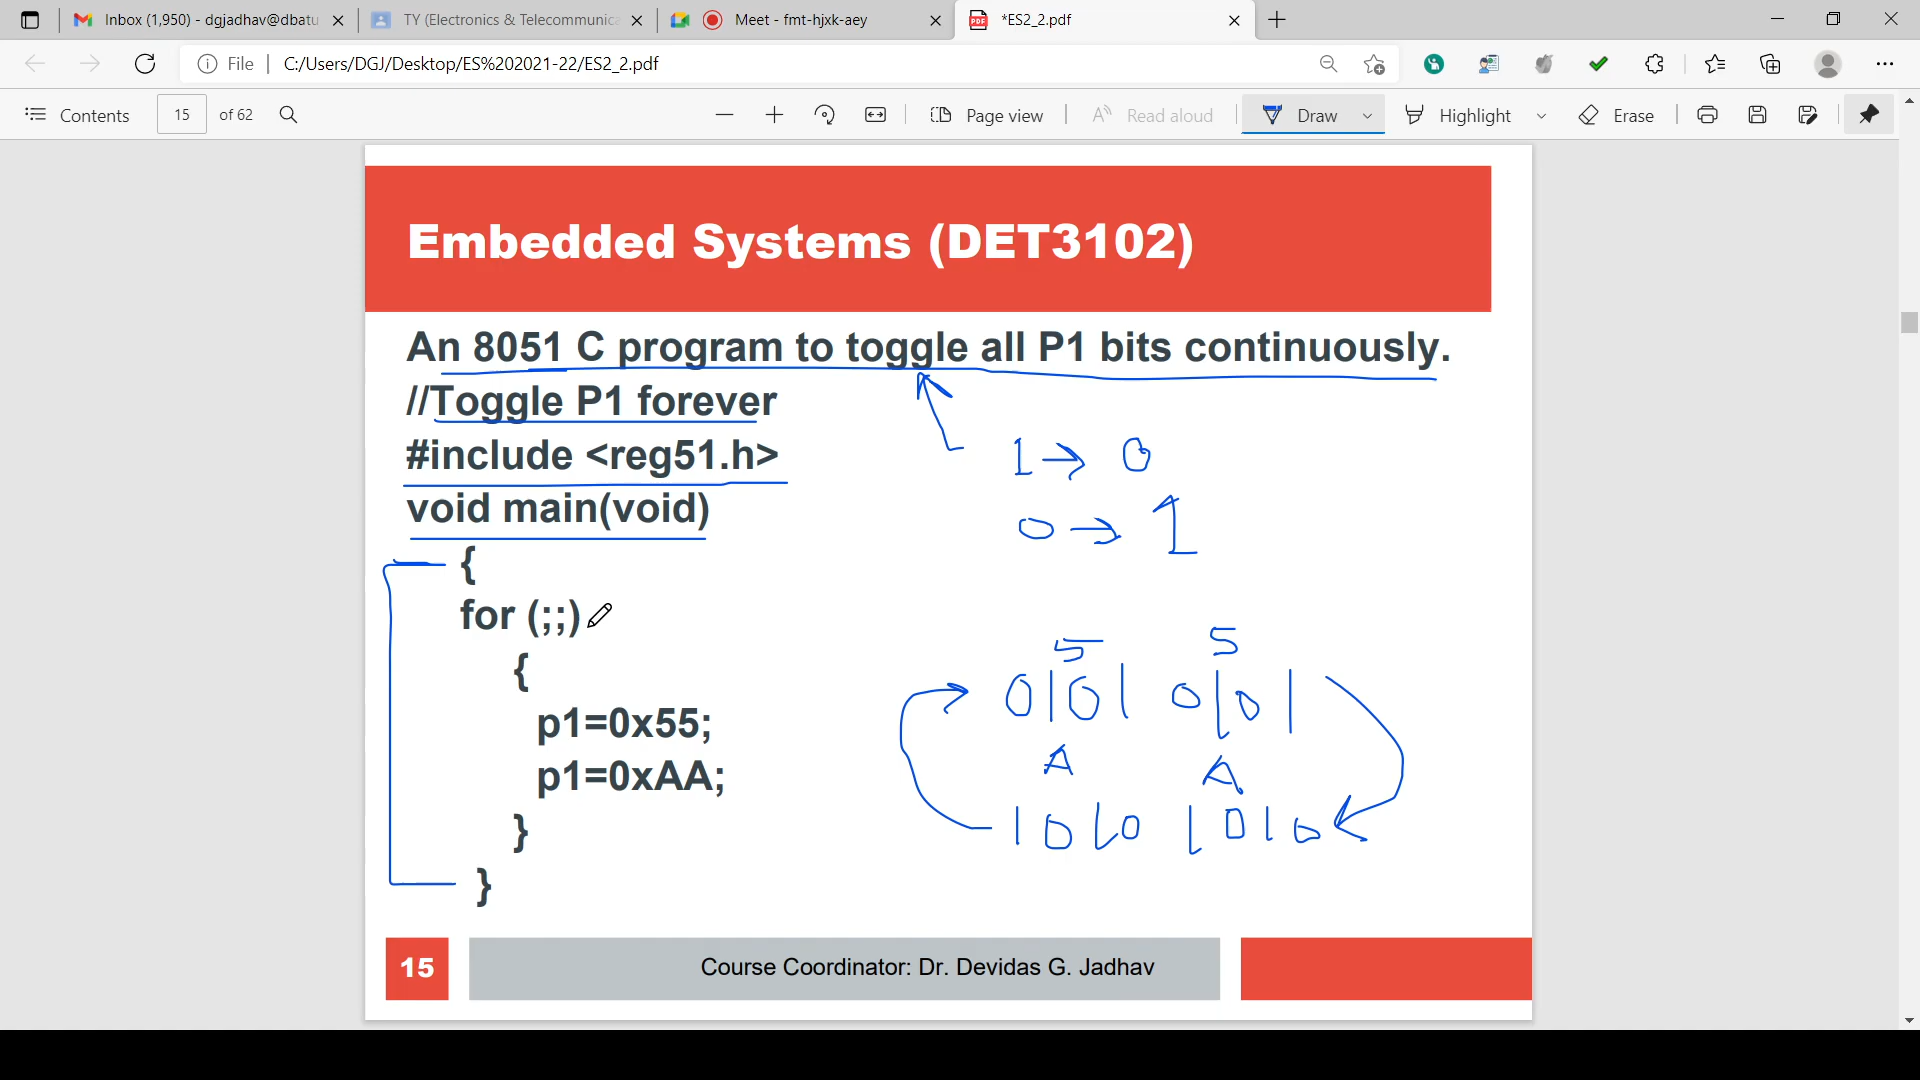 Inbox (1,950) - dgjadhav@dbatu
TY (Electronics & Telecommunica
Meet - fmt-hjxk-aey
*ES2_2.pdf
File
C:/Users/DGJ/Desktop/ES%202021-22/ES2_2.pdf
Contents
15
of 62
Page view
Read aloud
Draw
Highlight
Erase
Embedded Systems (DET3102)
An 8051 C program to toggle all P1 bits continuously.
//Toggle P1 forever
#include <reg51.h>
1 → 0
void main(void)
0 → 1
{
for (;;)
5 5
{
0101 0101
p1=0x55;
A A
p1=0xAA;
1010 1010
}
}
15
Course Coordinator: Dr. Devidas G. Jadhav